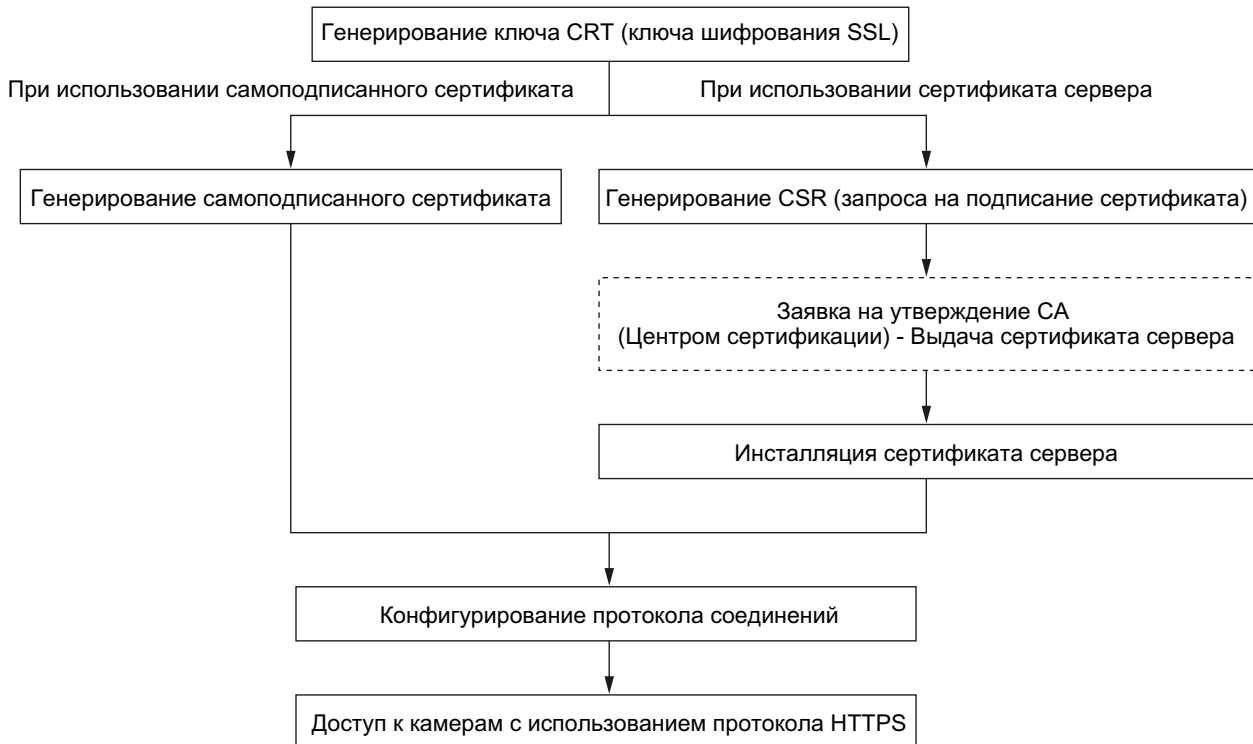 Генерирование ключа CRT (ключа шифрования SSL)
При использовании самоподписанного сертификата
При использовании сертификата сервера
Генерирование самоподписанного сертификата
Генерирование CSR (запроса на подписание сертификата)
Заявка на утверждение CA
(Центром сертификации) - Выдача сертификата сервера
Инсталляция сертификата сервера
Конфигурирование протокола соединений
Доступ к камерам с использованием протокола HTTPS